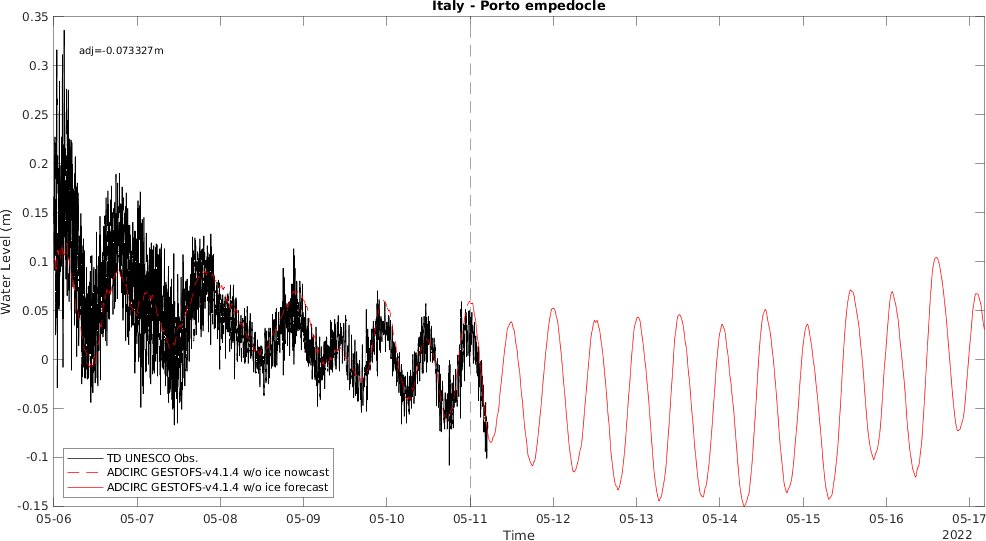 Italy - Porto empedocle
adj=-0.073327m
Water Level (m)
0.35
0.3
0.25
0.2
0.15
0.1
0.05
0
-0.05
-0.1
-0.15
TD UNESCO Obs.
ADCIRC GESTOFS-v4.1.4 w/o ice nowcast
ADCIRC GESTOFS-v4.1.4 w/o ice forecast
05-06 05-07 05-08 05-09 05-10 05-11 05-12 05-13 05-14 05-15 05-16 05-17
Time
2022